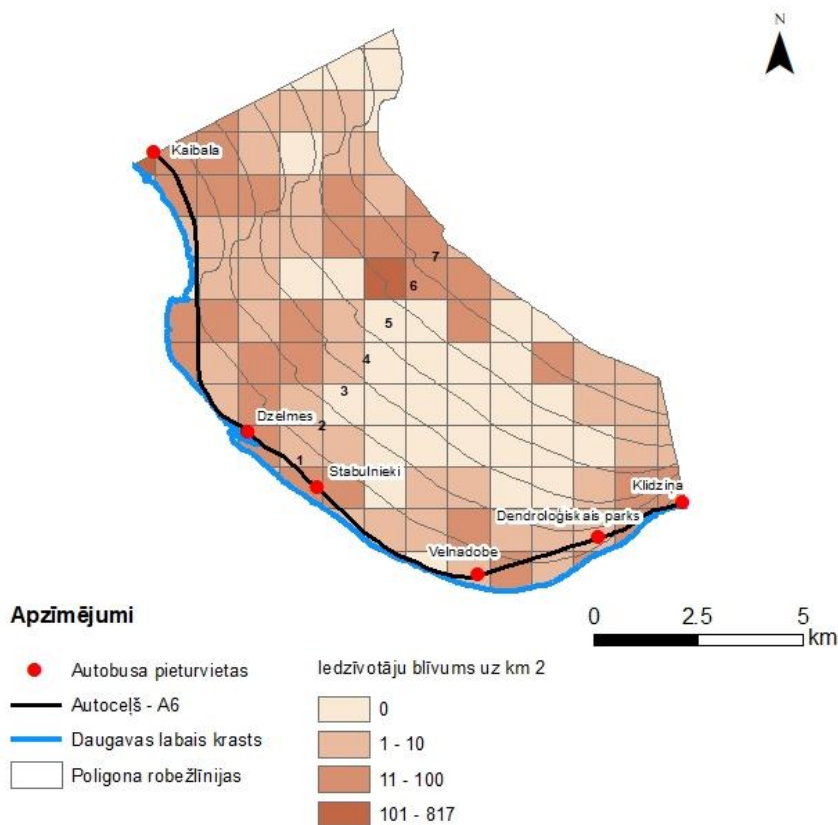 N
Kaibala
7
6
5
4
3
Dzelmes
2
1
Stabulnieki
Klidziņa
Dendroloģiskais parks
Velnadobe
Apzīmējumi
0 2.5 5
km
Autobusa pieturvietas
Autoceļš - A6
Daugavas labais krasts
Poligona robežlīnijas
Iedzīvotāju blīvums uz km 2
0
1 - 10
11 - 100
101 - 817